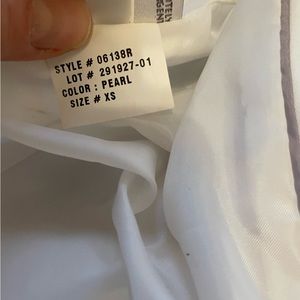 STYLE # 06138R
LOT # 291927-01
COLOR : PEARL
SIZE # XS